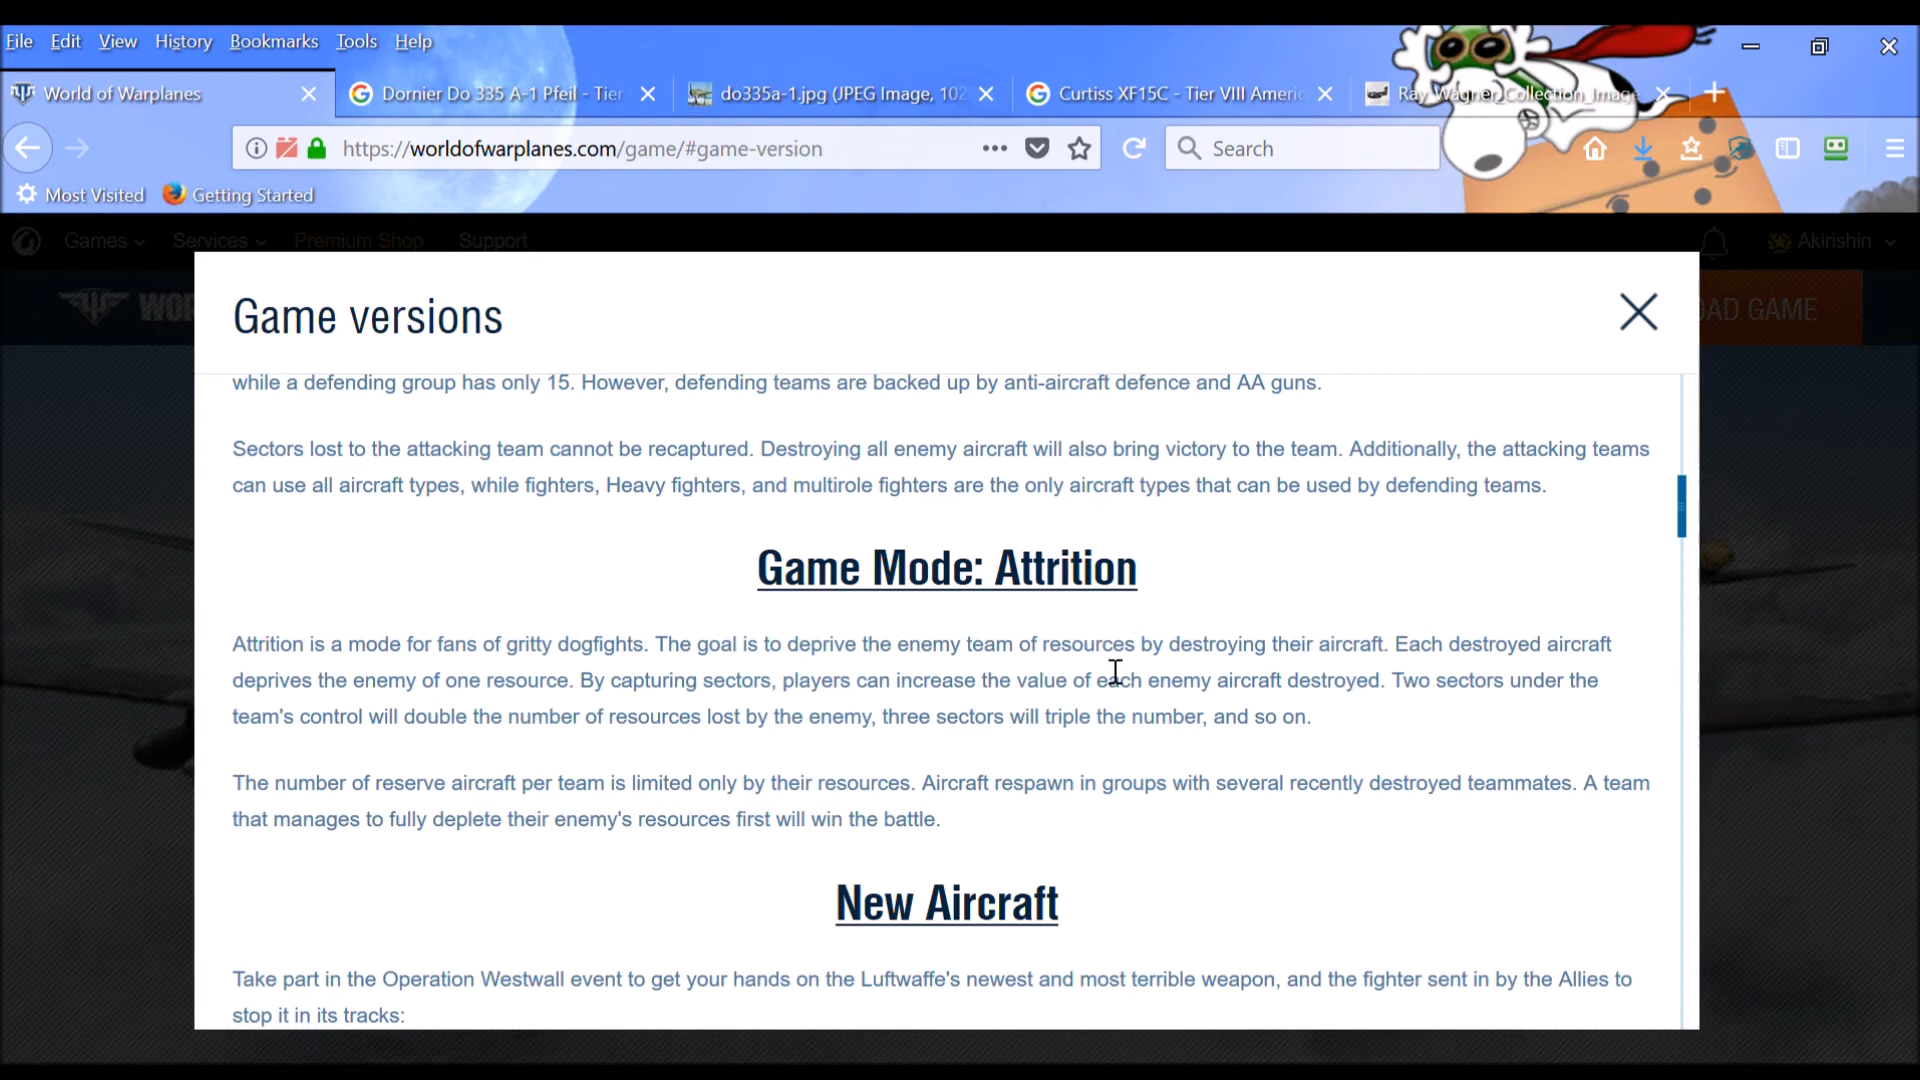 File Edit View History Bookmarks Tools Help
World of Warplanes
Dornier Do 335 A-1 Pfeil - Tier
do335a-1.jpg (JPEG Image, 102
Curtiss XF15C - Tier VIII Americ
Ray_Wagner_Collection_Image
https://worldofwarplanes.com/game/#game-version
Search
Most Visited Getting Started
Games Services Premium Shop Support Akirishin
Game versions
OAD GAME
while a defending group has only 15. However, defending teams are backed up by anti-aircraft defence and AA guns.
Sectors lost to the attacking team cannot be recaptured. Destroying all enemy aircraft will also bring victory to the team. Additionally, the attacking teams
can use all aircraft types, while fighters, Heavy fighters, and multirole fighters are the only aircraft types that can be used by defending teams.
Game Mode: Attrition
Attrition is a mode for fans of gritty dogfights. The goal is to deprive the enemy team of resources by destroying their aircraft. Each destroyed aircraft
deprives the enemy of one resource. By capturing sectors, players can increase the value of each enemy aircraft destroyed. Two sectors under the
team's control will double the number of resources lost by the enemy, three sectors will triple the number, and so on.
The number of reserve aircraft per team is limited only by their resources. Aircraft respawn in groups with several recently destroyed teammates. A team
that manages to fully deplete their enemy's resources first will win the battle.
New Aircraft
Take part in the Operation Westwall event to get your hands on the Luftwaffe's newest and most terrible weapon, and the fighter sent in by the Allies to
stop it in its tracks: